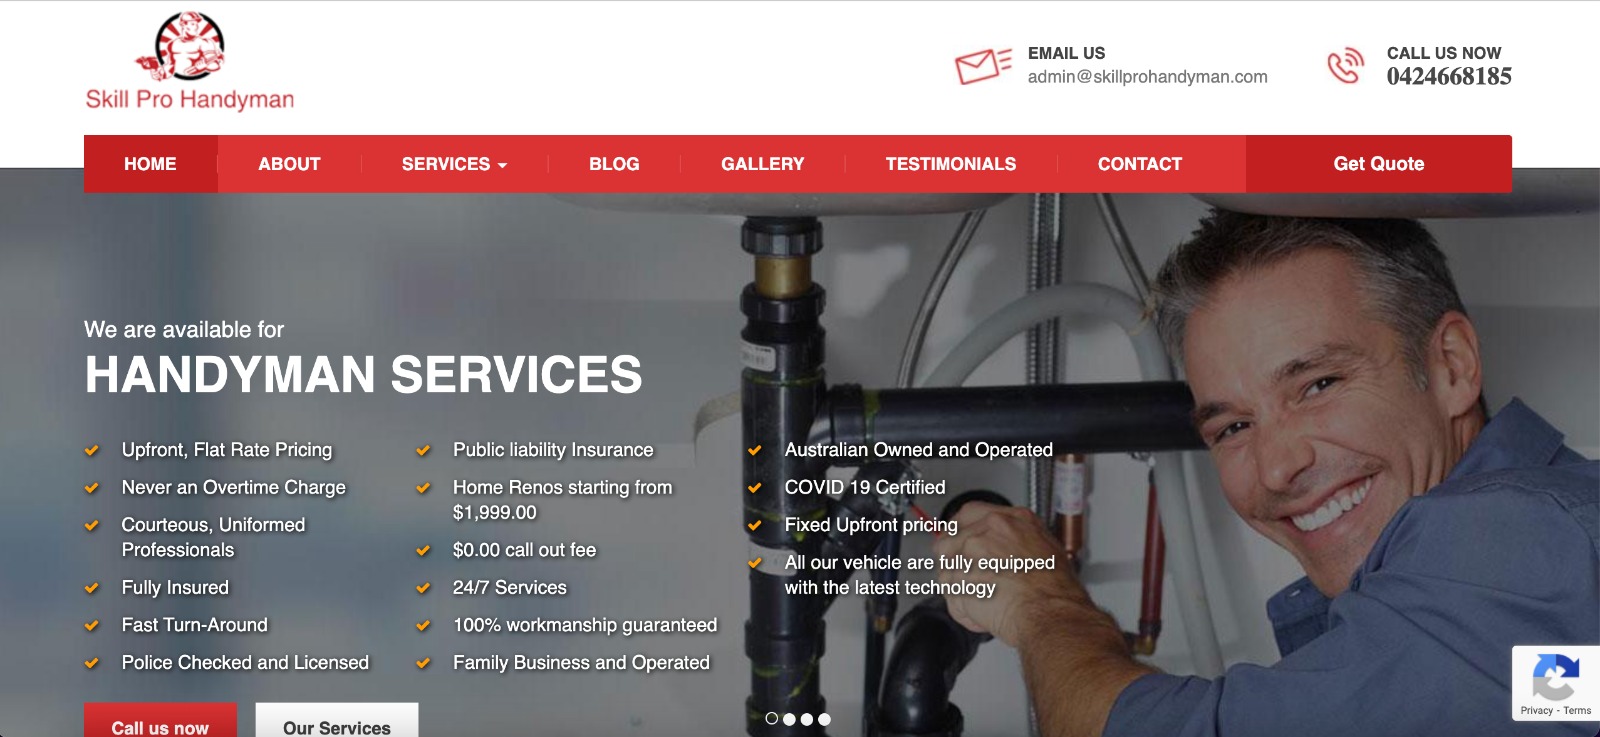 Skill Pro Handyman
EMAIL US
admin@skillprohandyman.com
CALL US NOW
0424668185
HOME
ABOUT
SERVICES
BLOG
GALLERY
TESTIMONIALS
CONTACT
Get Quote
We are available for
HANDYMAN SERVICES
Upfront, Flat Rate Pricing
Never an Overtime Charge
Courteous, Uniformed
Professionals
Fully Insured
Fast Turn-Around
Police Checked and Licensed
Public liability Insurance
Home Renos starting from
$1,999.00
$0.00 call out fee
24/7 Services
100% workmanship guaranteed
Family Business and Operated
Australian Owned and Operated
COVID 19 Certified
Fixed Upfront pricing
All our vehicle are fully equipped
with the latest technology
Call us now
Our Services
Privacy - Terms